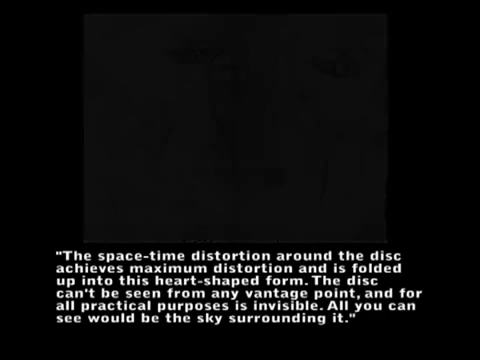 "The space-time distortion around the disc
achieves maximum distortion and is folded
up into this heart-shaped form. The disc
can't be seen from any vantage point, and for
all practical purposes is invisible. All you can
see would be the sky surrounding it."